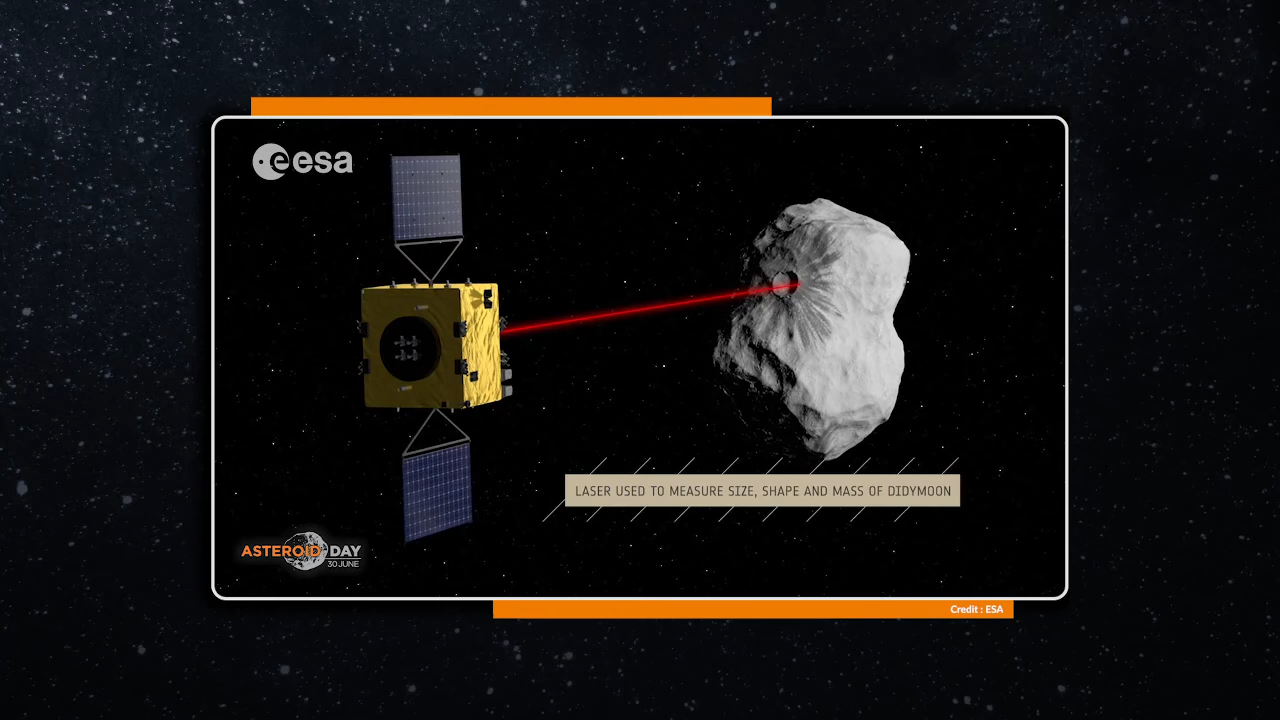 esa
LASER USED TO MEASURE SIZE, SHAPE AND MASS OF DIDYMOON
ASTEROID DAY
30 JUNE
Credit : ESA